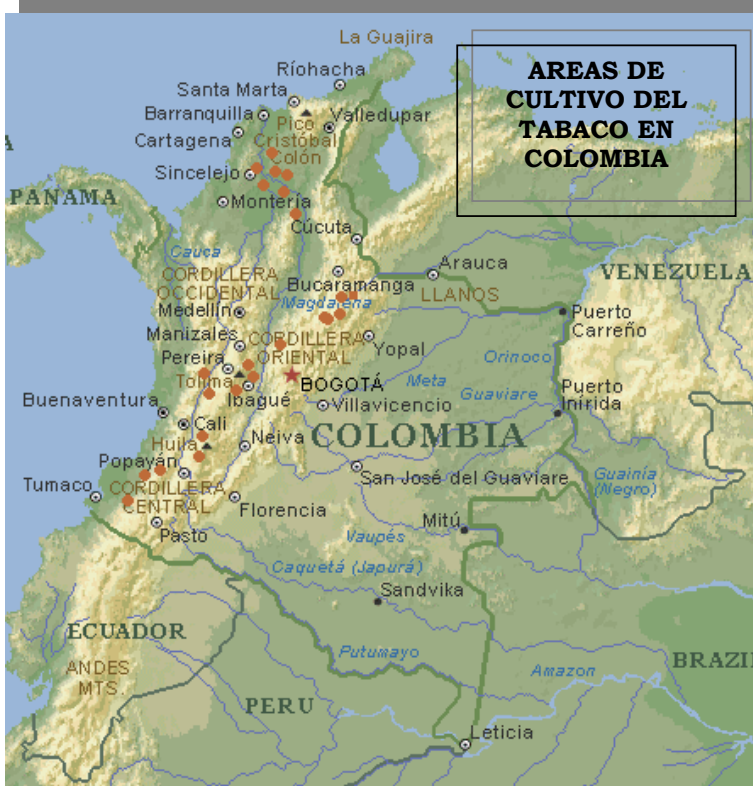 La Guajira
Ríohacha
Santa Marta
Barranquilla
Pico
Cristóbal
Colón
Valledupar
Cartagena
AREAS DE
CULTIVO DEL
TABACO EN
COLOMBIA
Sincelejo
PANAMA
Montería
Cúcuta
Cauca
Arauca
VENEZUELA
CORDILLERA
OCCIDENTAL
Bucaramanga
Magdalena
LLANOS
Medellín
Puerto
Carreño
Manizales
CORDILLERA
ORIENTAL
Yopal
Orinoco
Pereira
Tolima
BOGOTÁ
Meta
Ibagué
Guaviare
Puerto
Inírida
Buenaventura
Villavicencio
Cali
COLOMBIA
Huila
Neiva
Popayán
San José del Guaviare
Guainía
(Negro)
Tumaco
CORDILLERA
CENTRAL
Florencia
Mitú
Pasto
Vaupés
Caquetá (Japurá)
Sandvika
ECUADOR
Putumayo
ANDES
MTS.
Amazon
BRAZI
PERU
Leticia